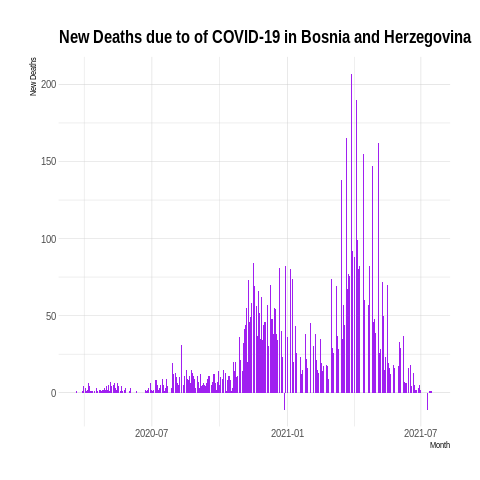 New Deaths due to of COVID-19 in Bosnia and Herzegovina
New Deaths
200
150
100
50
0
2020-07
2021-01
2021-07
Month